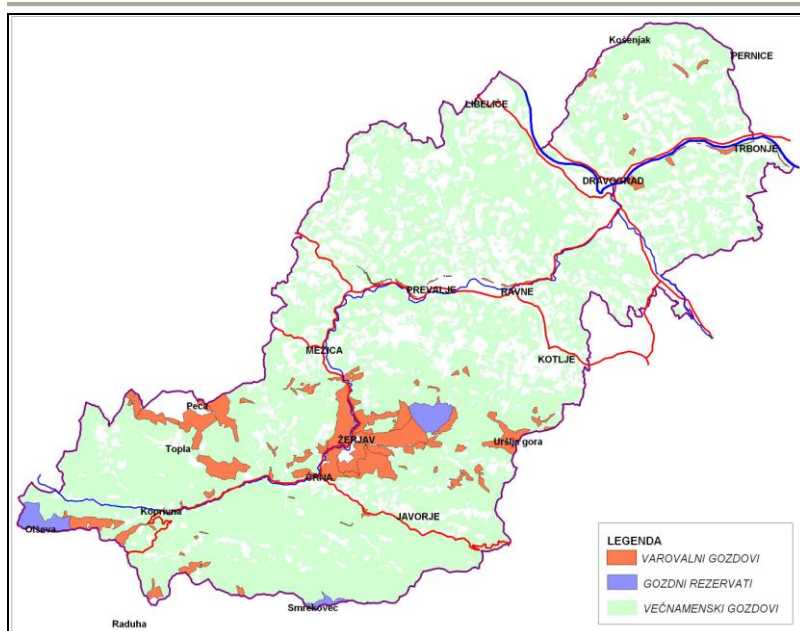 Košenjak
PERNICE
LIBELIČE
TRBONJE
DRAVOGRAD
PREVALJE
RAVNE
MEŽICA
KOTLJE
Peca
ŽERJAV
Uršlja gora
Topla
ČRNA
Koprivna
JAVORJE
Olševa
Smrekovec
Raduha
LEGENDA
VAROVALNI GOZDOVI
GOZDNI REZERVATI
VEČNAMENSKI GOZDOVI